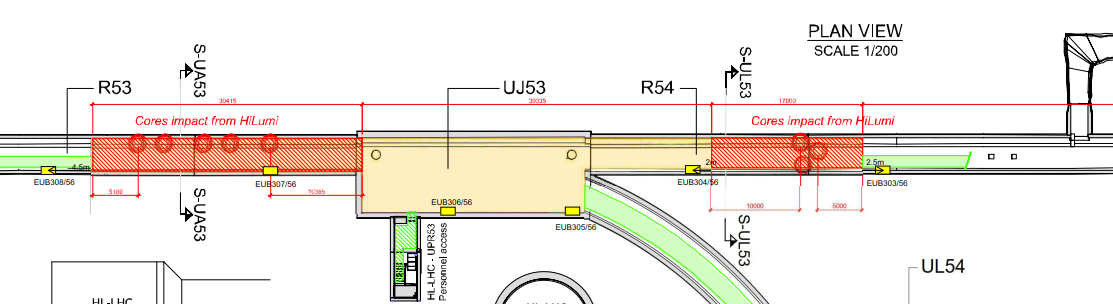 PLAN VIEW
SCALE 1/200
S-UA53
S-UL53
R53
UJ53
R54
30415
39335
17000
Cores impact from HiLumi
Cores impact from HiLumi
4.5m
2m
2.5m
EUB308/56
EUB307/56
EUB304/56
EUB303/56
5180
10365
10000
5000
EUB306/56
EUB305/56
S-UA53
S-UL53
HL-LHC - UPR53
Personnel access
UL54
HL-LHC